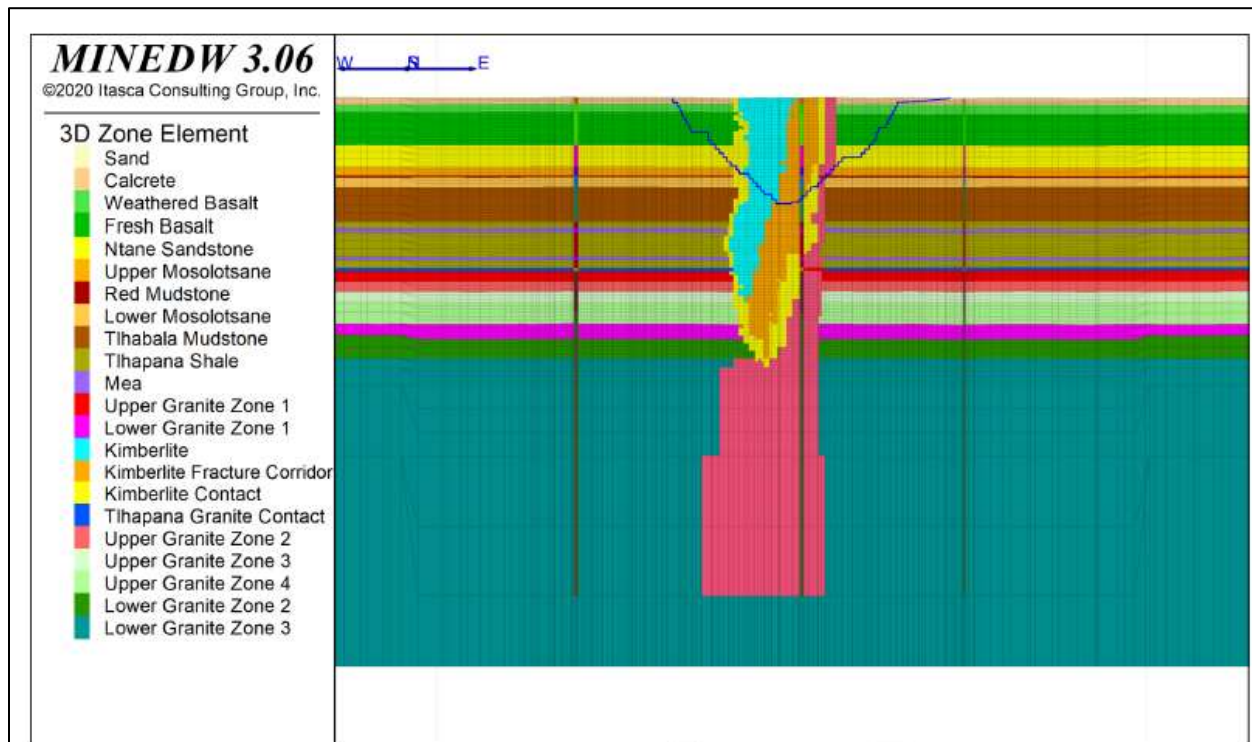 MINEDW 3.06
©2020 Itasca Consulting Group, Inc.
3D Zone Element
Sand
Calcrete
Weathered Basalt
Fresh Basalt
Ntane Sandstone
Upper Mosolotsane
Red Mudstone
Lower Mosolotsane
Tlhabala Mudstone
Tlhapana Shale
Mea
Upper Granite Zone 1
Lower Granite Zone 1
Kimberlite
Kimberlite Fracture Corridor
Kimberlite Contact
Tlhapana Granite Contact
Upper Granite Zone 2
Upper Granite Zone 3
Upper Granite Zone 4
Lower Granite Zone 2
Lower Granite Zone 3
W E